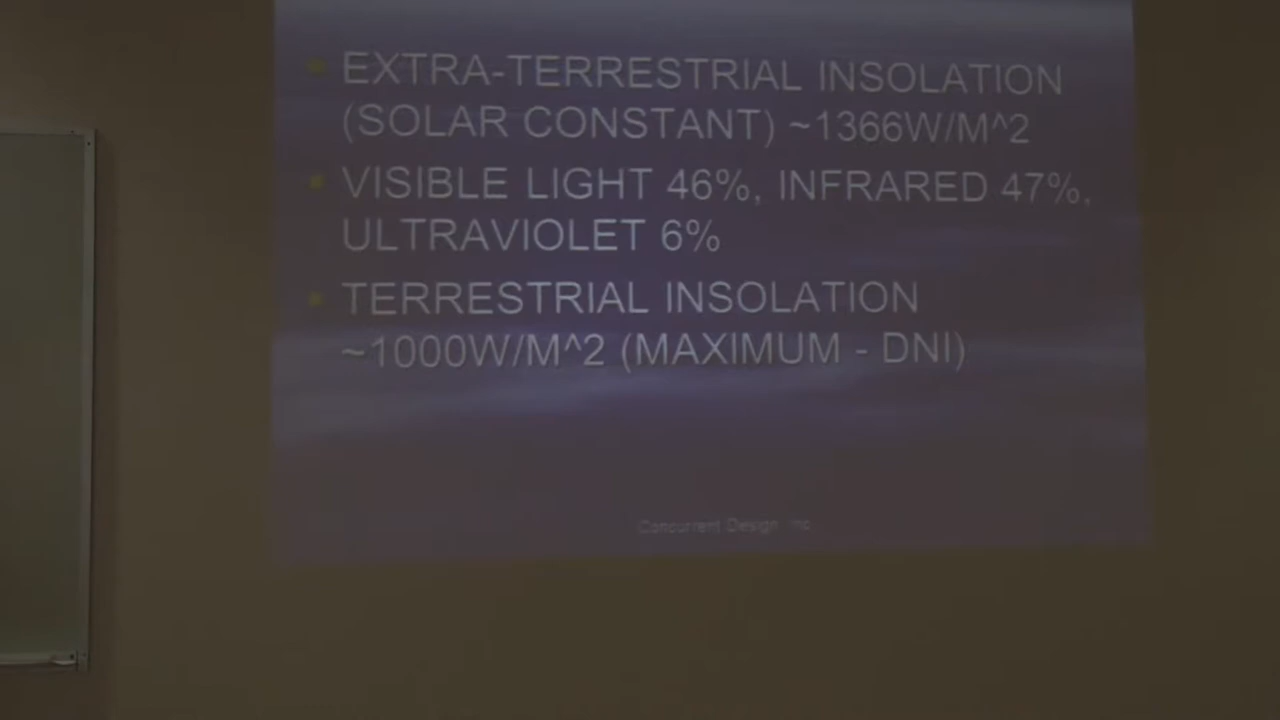 EXTRA-TERRESTRIAL INSOLATION
(SOLAR CONSTANT) ~1366W/M^2
VISIBLE LIGHT 46%, INFRARED 47%,
ULTRAVIOLET 6%
TERRESTRIAL INSOLATION
~1000W/M^2 (MAXIMUM - DNI)
Concurrent Design, Inc